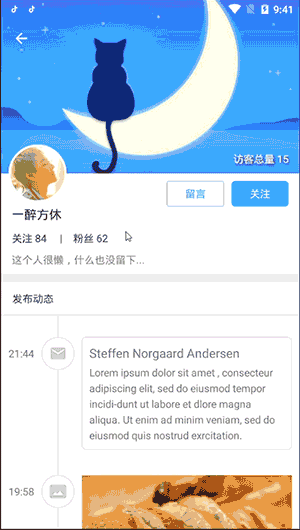 9:41
访客总量 15
留言
关注
一醉方休
关注 84 | 粉丝 62
这个人很懒，什么也没留下...
发布动态
21:44
Steffen Norgaard Andersen
Lorem ipsum dolor sit amet , consecteur
adipiscing elit, sed do eiusmod tempor
incidi-dunt ut labore et dlore magna
aliqua. Ut enim ad minim veniam, sed do
eiusmod quis nostrud exrcitation.
19:58